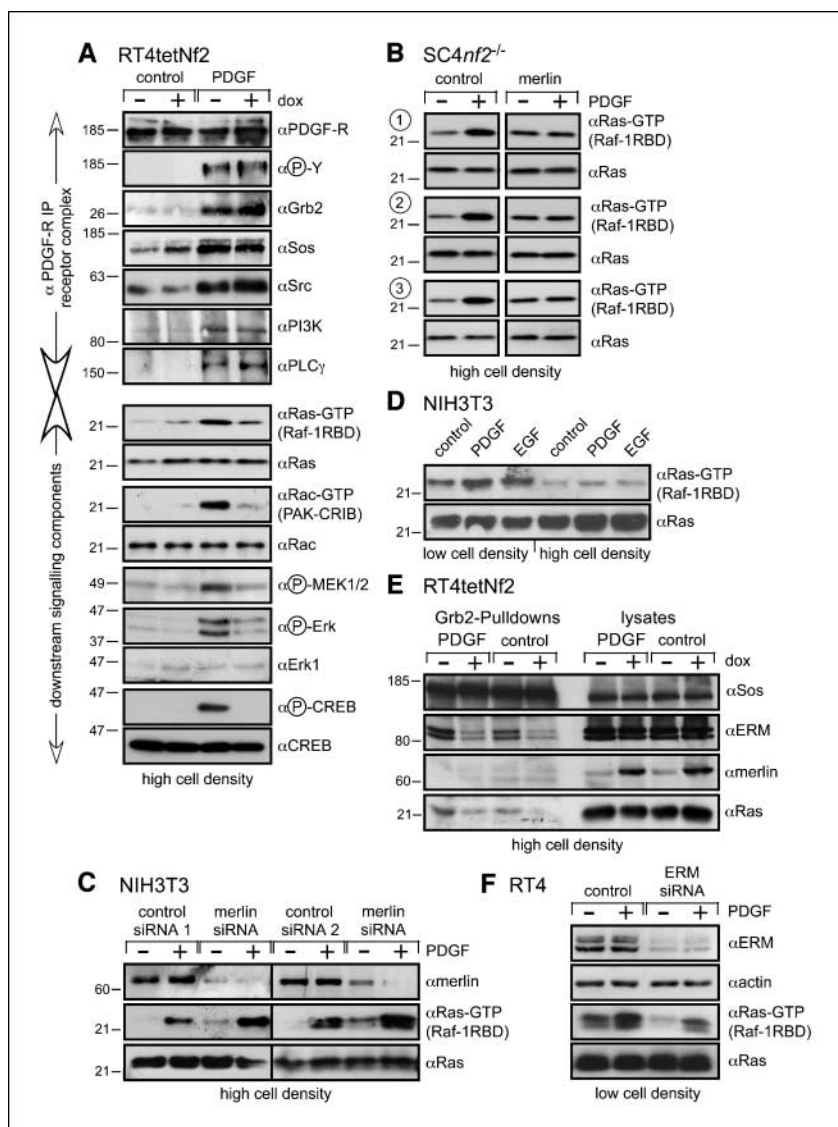 A RT4tetNf2
control PDGF
− + − + dox
185 αPDGF-R
185 αⓅ-Y
26 αGrb2
185 αSos
63 αSrc
80 αPI3K
150 αPLCγ
α PDGF-R IP
receptor complex
21 αRas-GTP
(Raf-1RBD)
21 αRas
21 αRac-GTP
(PAK-CRIB)
21 αRac
49 αⓅ-MEK1/2
47 αⓅ-Erk
37
47 αErk1
47 αⓅ-CREB
47 αCREB
downstream signalling components
high cell density
B SC4nf2-/-
control merlin
− + − + PDGF
① 21 αRas-GTP
(Raf-1RBD)
21 αRas
② 21 αRas-GTP
(Raf-1RBD)
21 αRas
③ 21 αRas-GTP
(Raf-1RBD)
21 αRas
high cell density
D NIH3T3
control PDGF EGF control PDGF EGF
21 αRas-GTP
(Raf-1RBD)
αRas
low cell density high cell density
E RT4tetNf2
Grb2-Pulldowns lysates
PDGF control PDGF control
− + − + − + − + dox
185 αSos
80 αERM
60 αmerlin
21 αRas
high cell density
C NIH3T3
control merlin control merlin
siRNA 1 siRNA siRNA 2 siRNA
− + − + − + − + PDGF
60 αmerlin
21 αRas-GTP
(Raf-1RBD)
21 αRas
high cell density
F RT4
control ERM
siRNA
− + − + PDGF
αERM
αactin
αRas-GTP
(Raf-1RBD)
αRas
low cell density